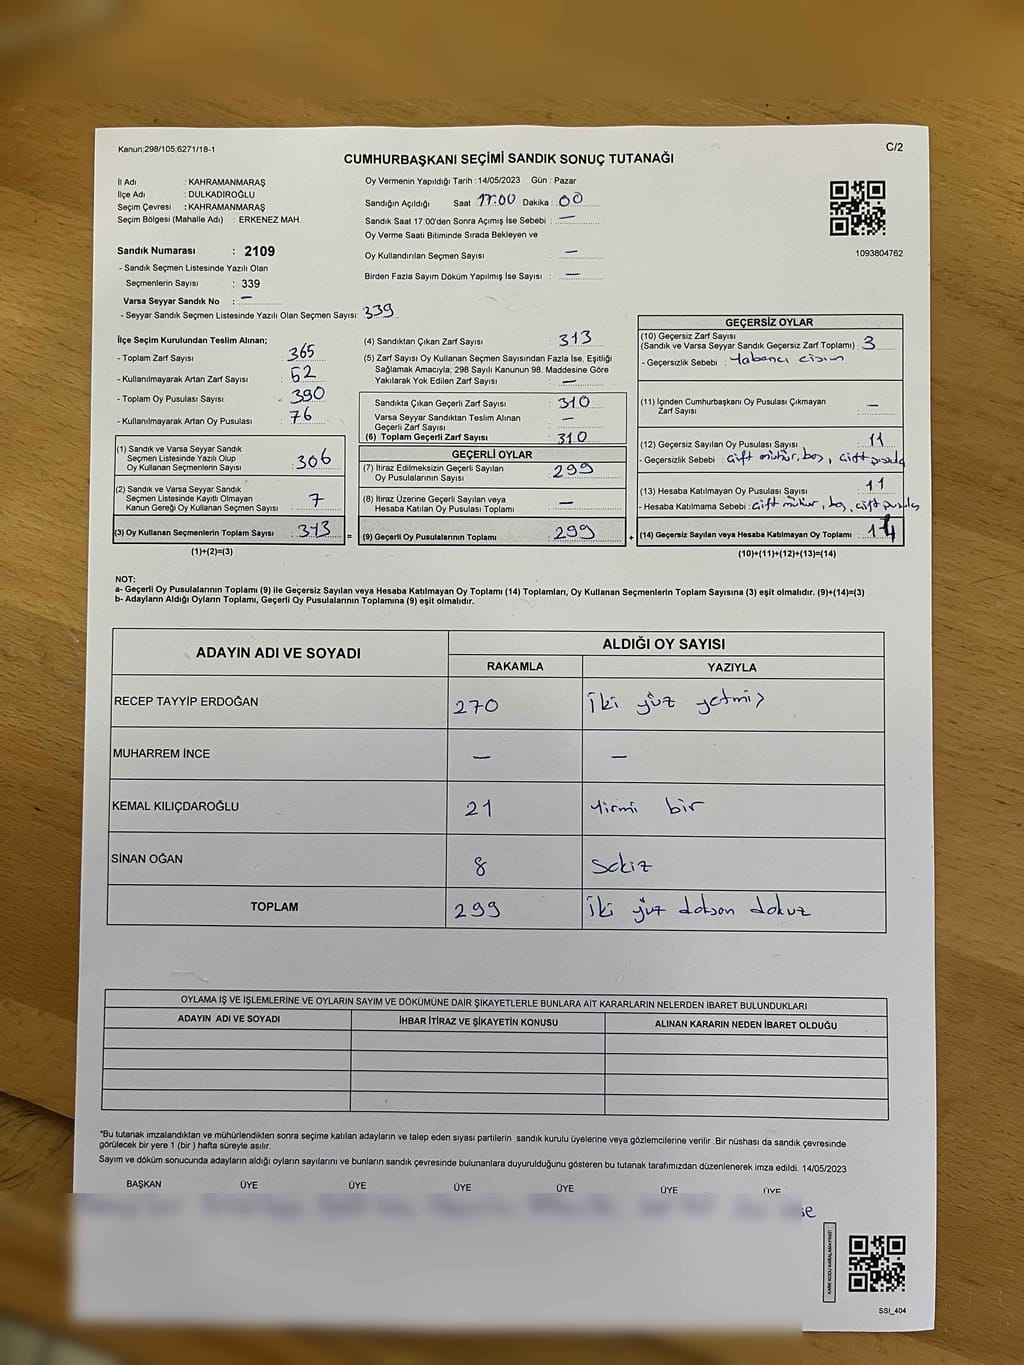 Kanun;298/105,6271/18-1
C/2
CUMHURBAŞKANI SEÇİMİ SANDIK SONUÇ TUTANAĞI
İl Adı : KAHRAMANMARAŞ
İlçe Adı : DULKADİROĞLU
Seçim Çevresi : KAHRAMANMARAŞ
Seçim Bölgesi (Mahalle Adı) : ERKENEZ MAH.
Sandık Numarası : 2109
- Sandık Seçmen Listesinde Yazılı Olan
Seçmenlerin Sayısı : 339
Varsa Seyyar Sandık No : —
- Seyyar Sandık Seçmen Listesinde Yazılı Olan Seçmen Sayısı: 339
Oy Vermenin Yapıldığı Tarih : 14/05/2023 Gün : Pazar
Sandığın Açıldığı Saat 17:00 Dakika : 00
Sandık Saat 17:00'den Sonra Açımış İse Sebebi : —
Oy Verme Saati Bitiminde Sırada Bekleyen ve
Oy Kullandırılan Seçmen Sayısı : —
Birden Fazla Sayım Döküm Yapılmış İse Sayısı : —
1093804762
İlçe Seçim Kurulundan Teslim Alınan;
- Toplam Zarf Sayısı : 365
- Kullanılmayarak Artan Zarf Sayısı : 52
- Toplam Oy Pusulası Sayısı : 390
- Kullanılmayarak Artan Oy Pusulası : 76
(1) Sandık ve Varsa Seyyar Sandık
Seçmen Listesinde Yazılı Olup
Oy Kullanan Seçmenlerin Sayısı : 306
(2) Sandık ve Varsa Seyyar Sandık
Seçmen Listesinde Kayıtlı Olmayan
Kanun Gereği Oy Kullanan Seçmen Sayısı : 7
(3) Oy Kullanan Seçmenlerin Toplam Sayısı : 313
(1)+(2)=(3)
(4) Sandıktan Çıkan Zarf Sayısı : 313
(5) Zarf Sayısı Oy Kullanan Seçmen Sayısından Fazla İse, Eşitliği
Sağlamak Amacıyla; 298 Sayılı Kanunun 98. Maddesine Göre
Yakılarak Yok Edilen Zarf Sayısı : —
Sandıkta Çıkan Geçerli Zarf Sayısı : 310
Varsa Seyyar Sandıktan Teslim Alınan
Geçerli Zarf Sayısı : —
(6) Toplam Geçerli Zarf Sayısı : 310
GEÇERLİ OYLAR
(7) İtiraz Edilmeksizin Geçerli Sayılan
Oy Pusulalarının Sayısı : 299
(8) İtiraz Üzerine Geçerli Sayılan veya
Hesaba Katılan Oy Pusulası Toplamı : —
= (9) Geçerli Oy Pusulalarının Toplamı : 299
GEÇERSİZ OYLAR
(10) Geçersiz Zarf Sayısı
(Sandık ve Varsa Seyyar Sandık Geçersiz Zarf Toplamı) : 3
- Geçersizlik Sebebi : Yabancı cisim
(11) İçinden Cumhurbaşkanı Oy Pusulası Çıkmayan
Zarf Sayısı : —
(12) Geçersiz Sayılan Oy Pusulası Sayısı : 11
- Geçersizlik Sebebi : çift mühür, boş, çift pusula
(13) Hesaba Katılmayan Oy Pusulası Sayısı : 11
- Hesaba Katılmama Sebebi : çift mühür, boş, çift pusula
+ (14) Geçersiz Sayılan veya Hesaba Katılmayan Oy Toplamı : 14
(10)+(11)+(12)+(13)=(14)
NOT:
a- Geçerli Oy Pusulalarının Toplamı (9) ile Geçersiz Sayılan veya Hesaba Katılmayan Oy Toplamı (14) Toplamları, Oy Kullanan Seçmenlerin Toplam Sayısına (3) eşit olmalıdır. (9)+(14)=(3)
b- Adayların Aldığı Oyların Toplamı, Geçerli Oy Pusulalarının Toplamına (9) eşit olmalıdır.
ADAYIN ADI VE SOYADI
ALDIĞI OY SAYISI
RAKAMLA YAZIYLA
RECEP TAYYİP ERDOĞAN 270 iki yüz yetmiş
MUHARREM İNCE — —
KEMAL KILIÇDAROĞLU 21 Yirmi bir
SİNAN OĞAN 8 Sekiz
TOPLAM 299 iki yüz doksan dokuz
OYLAMA İŞ VE İŞLEMLERİNE VE OYLARIN SAYIM VE DÖKÜMÜNE DAİR ŞİKAYETLERLE BUNLARA AİT KARARLARIN NELERDEN İBARET BULUNDUKLARI
ADAYIN ADI VE SOYADI İHBAR İTİRAZ VE ŞİKAYETİN KONUSU ALINAN KARARIN NEDEN İBARET OLDUĞU
*Bu tutanak imzalandıktan ve mühürlendikten sonra seçime katılan adayların ve talep eden siyasi partilerin sandık kurulu üyelerine veya gözlemcilerine verilir .Bir nüshası da sandık çevresinde
görülecek bir yere 1 (bir ) hafta süreyle asılır.
Sayım ve döküm sonucunda adayların aldığı oyların sayılarını ve bunların sandık çevresinde bulunanlara duyurulduğunu gösteren bu tutanak tarafımızdan düzenlenerek imza edildi. 14/05/2023
BAŞKAN ÜYE ÜYE ÜYE ÜYE ÜYE ÜYE
KARE KODU KARALAMAYINIZ!
SSI_404